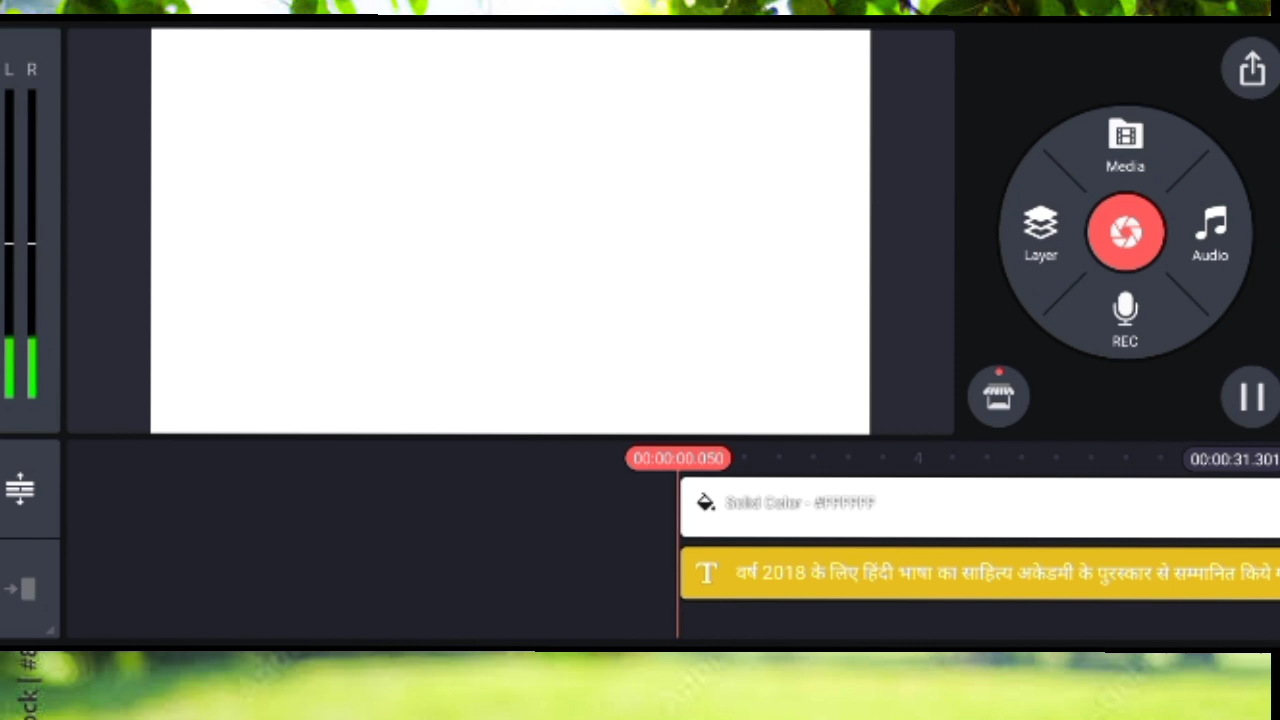 L R
Media
Layer
Audio
REC
00:00:00.050
4
00:00:31.301
Solid Color - #FFFFFF
वर्ष 2018 के लिए हिंदी भाषा का साहित्य अकेडमी के पुरस्कार से सम्मानित किये
ock | #